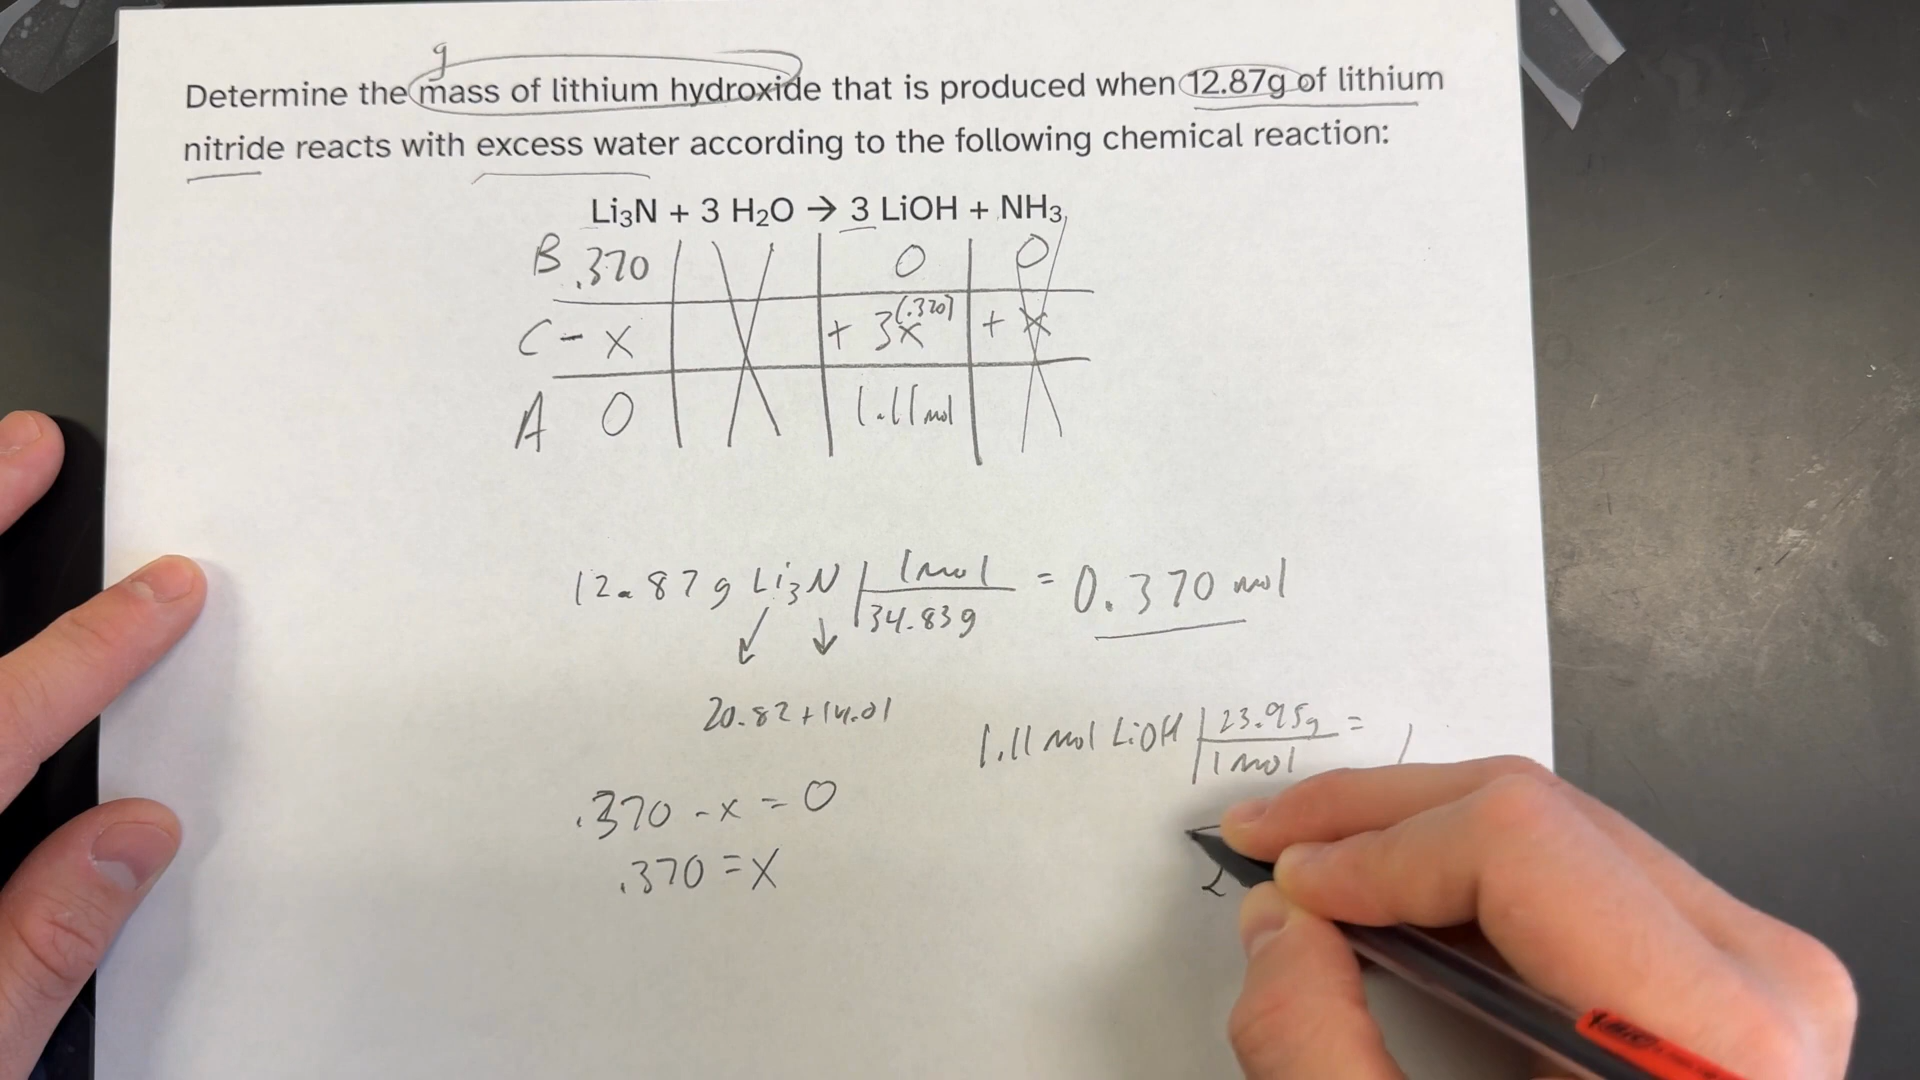 g
Determine the mass of lithium hydroxide that is produced when 12.87g of lithium
nitride reacts with excess water according to the following chemical reaction:
Li₃N + 3 H₂O → 3 LiOH + NH₃
B .370 0 0
C - x + 3x(.370) + x
A 0 1.11 mol
12.87g Li₃N | 1 mol / 34.83g = 0.370 mol
20.82 + 14.01
1.11 mol LiOH | 23.95g / 1 mol =
.370 - x = 0
.370 = x
2